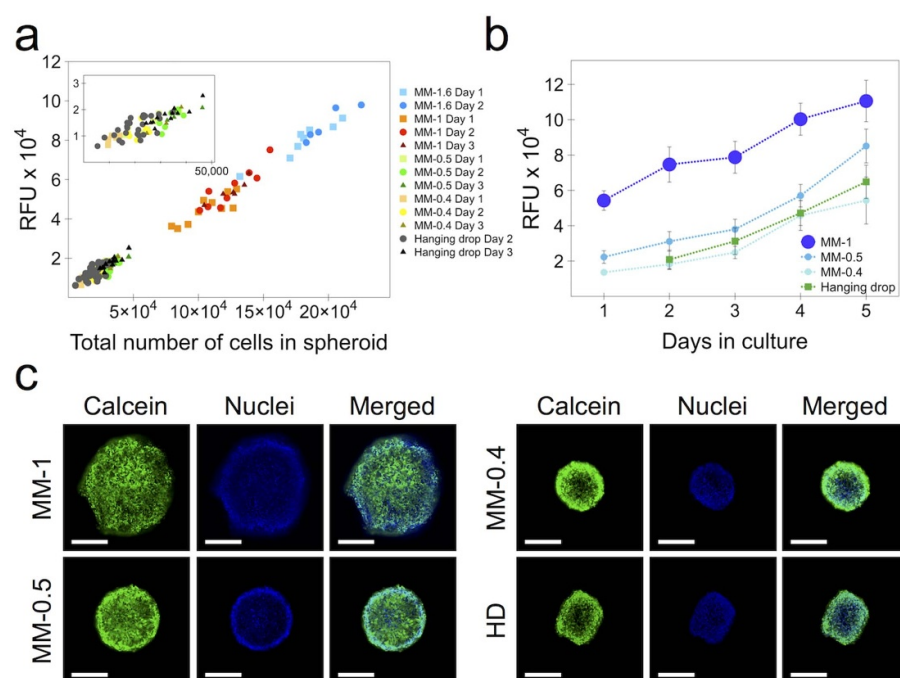 a
RFU x 10⁴
12
10
8
6
4
2
3
2
1
50,000
5×10⁴
10×10⁴
15×10⁴
20×10⁴
Total number of cells in spheroid
MM-1.6 Day 1
MM-1.6 Day 2
MM-1 Day 1
MM-1 Day 2
MM-1 Day 3
MM-0.5 Day 1
MM-0.5 Day 2
MM-0.5 Day 3
MM-0.4 Day 1
MM-0.4 Day 2
MM-0.4 Day 3
Hanging drop Day 2
Hanging drop Day 3
b
RFU x 10⁴
12
10
8
6
4
2
1 2 3 4 5
Days in culture
MM-1
MM-0.5
MM-0.4
Hanging drop
c
Calcein Nuclei Merged
MM-1
MM-0.5
Calcein Nuclei Merged
MM-0.4
HD